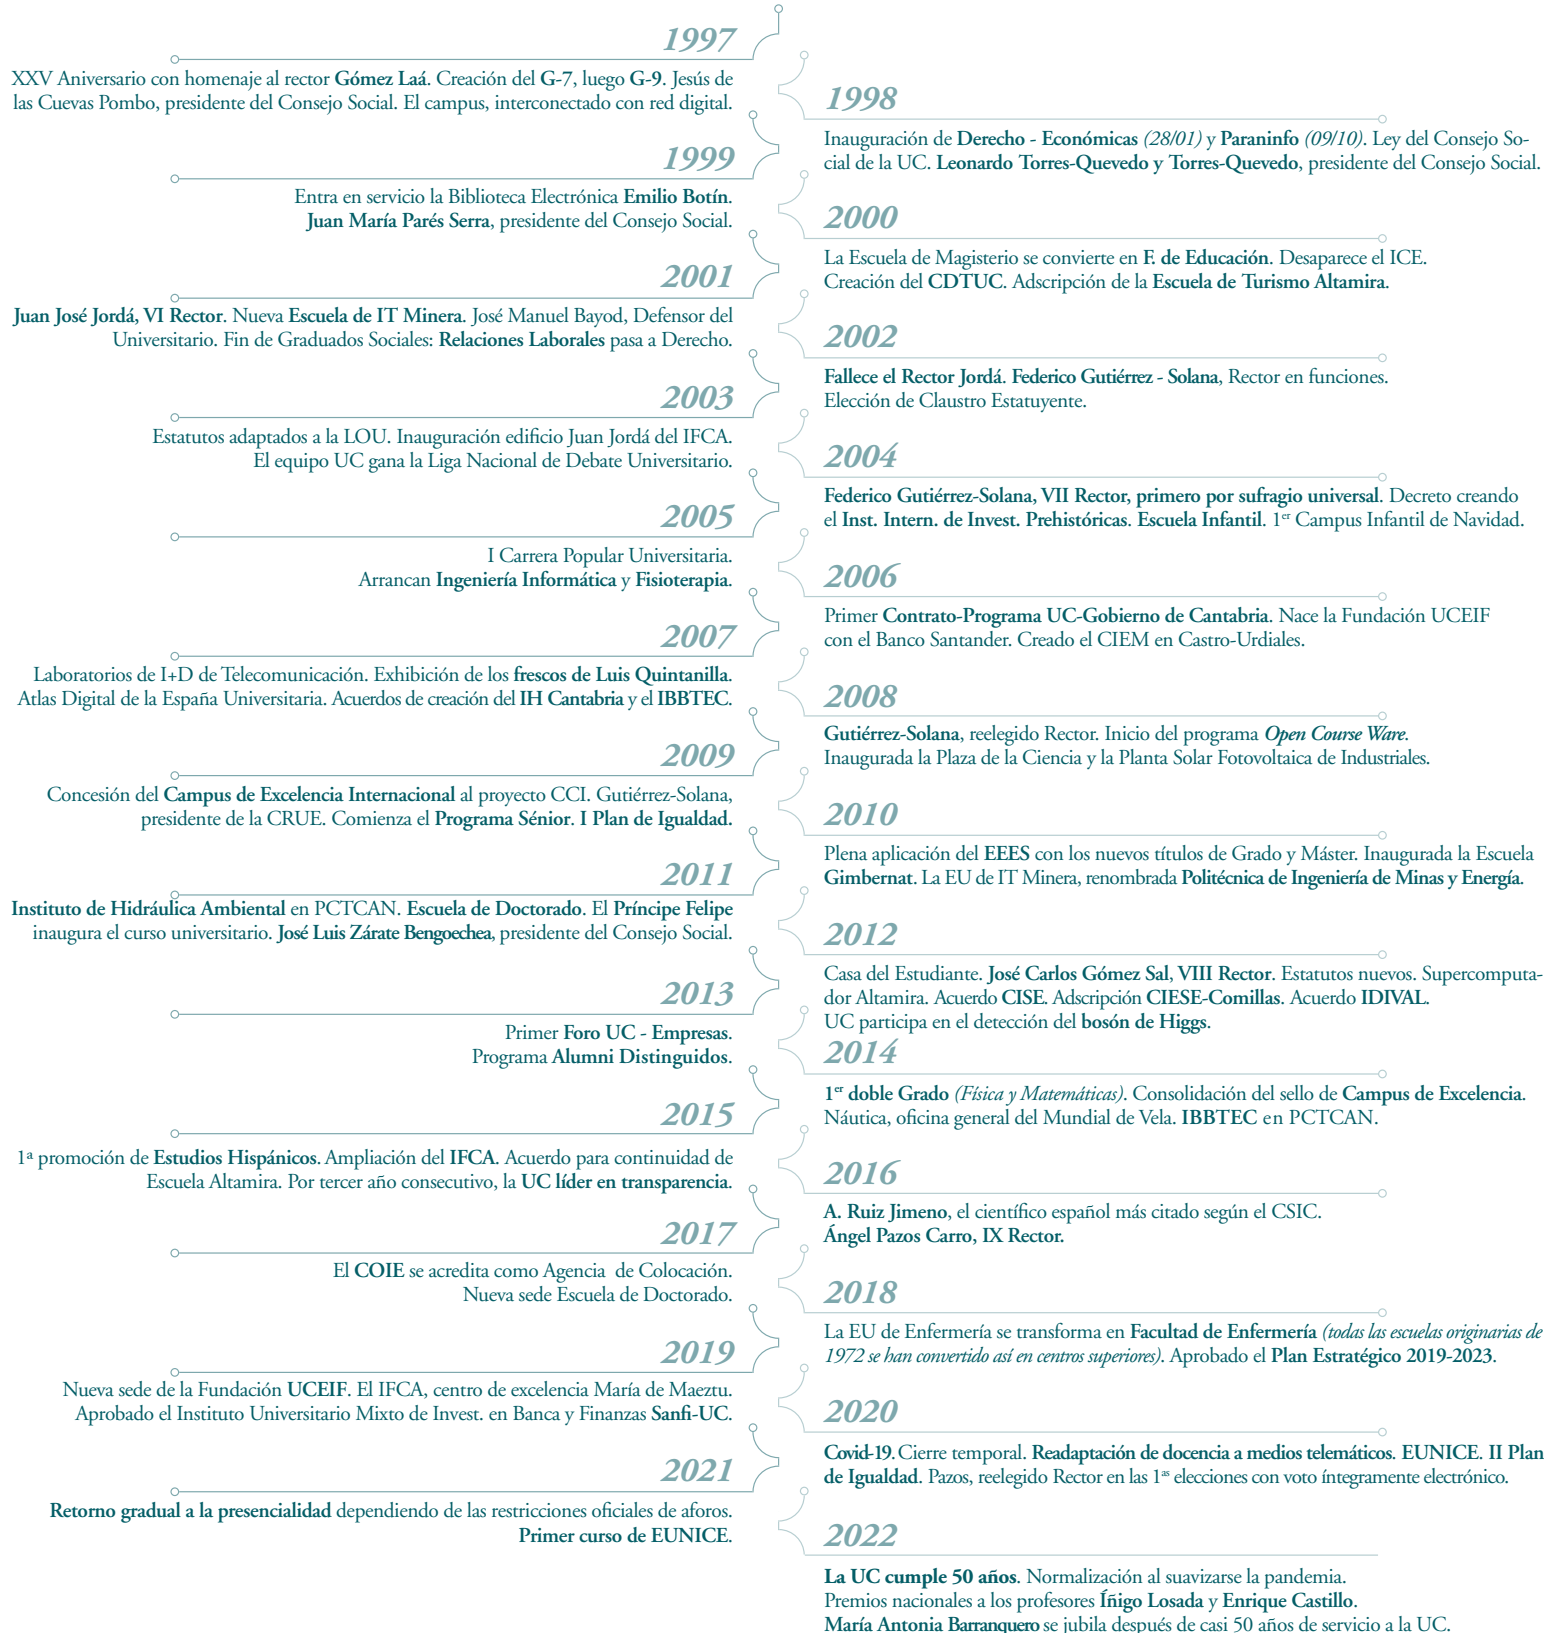 1997
XXV Aniversario con homenaje al rector Gómez Laá. Creación del G-7, luego G-9. Jesús de
las Cuevas Pombo, presidente del Consejo Social. El campus, interconectado con red digital.
1998
Inauguración de Derecho - Económicas (28/01) y Paraninfo (09/10). Ley del Consejo So-
cial de la UC. Leonardo Torres-Quevedo y Torres-Quevedo, presidente del Consejo Social.
1999
Entra en servicio la Biblioteca Electrónica Emilio Botín.
Juan María Parés Serra, presidente del Consejo Social.
2000
La Escuela de Magisterio se convierte en F. de Educación. Desaparece el ICE.
Creación del CDTUC. Adscripción de la Escuela de Turismo Altamira.
2001
Juan José Jordá, VI Rector. Nueva Escuela de IT Minera. José Manuel Bayod, Defensor del
Universitario. Fin de Graduados Sociales: Relaciones Laborales pasa a Derecho.
2002
Fallece el Rector Jordá. Federico Gutiérrez - Solana, Rector en funciones.
Elección de Claustro Estatuyente.
2003
Estatutos adaptados a la LOU. Inauguración edificio Juan Jordá del IFCA.
El equipo UC gana la Liga Nacional de Debate Universitario.
2004
Federico Gutiérrez-Solana, VII Rector, primero por sufragio universal. Decreto creando
el Inst. Intern. de Invest. Prehistóricas. Escuela Infantil. 1er Campus Infantil de Navidad.
2005
I Carrera Popular Universitaria.
Arrancan Ingeniería Informática y Fisioterapia.
2006
Primer Contrato-Programa UC-Gobierno de Cantabria. Nace la Fundación UCEIF
con el Banco Santander. Creado el CIEM en Castro-Urdiales.
2007
Laboratorios de I+D de Telecomunicación. Exhibición de los frescos de Luis Quintanilla.
Atlas Digital de la España Universitaria. Acuerdos de creación del IH Cantabria y el IBBTEC.
2008
Gutiérrez-Solana, reelegido Rector. Inicio del programa Open Course Ware.
Inaugurada la Plaza de la Ciencia y la Planta Solar Fotovoltaica de Industriales.
2009
Concesión del Campus de Excelencia Internacional al proyecto CCI. Gutiérrez-Solana,
presidente de la CRUE. Comienza el Programa Sénior. I Plan de Igualdad.
2010
Plena aplicación del EEES con los nuevos títulos de Grado y Máster. Inaugurada la Escuela
Gimbernat. La EU de IT Minera, renombrada Politécnica de Ingeniería de Minas y Energía.
2011
Instituto de Hidráulica Ambiental en PCTCAN. Escuela de Doctorado. El Príncipe Felipe
inaugura el curso universitario. José Luis Zárate Bengoechea, presidente del Consejo Social.
2012
Casa del Estudiante. José Carlos Gómez Sal, VIII Rector. Estatutos nuevos. Supercomputa-
dor Altamira. Acuerdo CISE. Adscripción CIESE-Comillas. Acuerdo IDIVAL.
UC participa en el detección del bosón de Higgs.
2013
Primer Foro UC - Empresas.
Programa Alumni Distinguidos.
2014
1er doble Grado (Física y Matemáticas). Consolidación del sello de Campus de Excelencia.
Náutica, oficina general del Mundial de Vela. IBBTEC en PCTCAN.
2015
1ª promoción de Estudios Hispánicos. Ampliación del IFCA. Acuerdo para continuidad de
Escuela Altamira. Por tercer año consecutivo, la UC líder en transparencia.
2016
A. Ruiz Jimeno, el científico español más citado según el CSIC.
Ángel Pazos Carro, IX Rector.
2017
El COIE se acredita como Agencia de Colocación.
Nueva sede Escuela de Doctorado.
2018
La EU de Enfermería se transforma en Facultad de Enfermería (todas las escuelas originarias de
1972 se han convertido así en centros superiores). Aprobado el Plan Estratégico 2019-2023.
2019
Nueva sede de la Fundación UCEIF. El IFCA, centro de excelencia María de Maeztu.
Aprobado el Instituto Universitario Mixto de Invest. en Banca y Finanzas Sanfi-UC.
2020
Covid-19. Cierre temporal. Readaptación de docencia a medios telemáticos. EUNICE. II Plan
de Igualdad. Pazos, reelegido Rector en las 1as elecciones con voto íntegramente electrónico.
2021
Retorno gradual a la presencialidad dependiendo de las restricciones oficiales de aforos.
Primer curso de EUNICE.
2022
La UC cumple 50 años. Normalización al suavizarse la pandemia.
Premios nacionales a los profesores Íñigo Losada y Enrique Castillo.
María Antonia Barranquero se jubila después de casi 50 años de servicio a la UC.